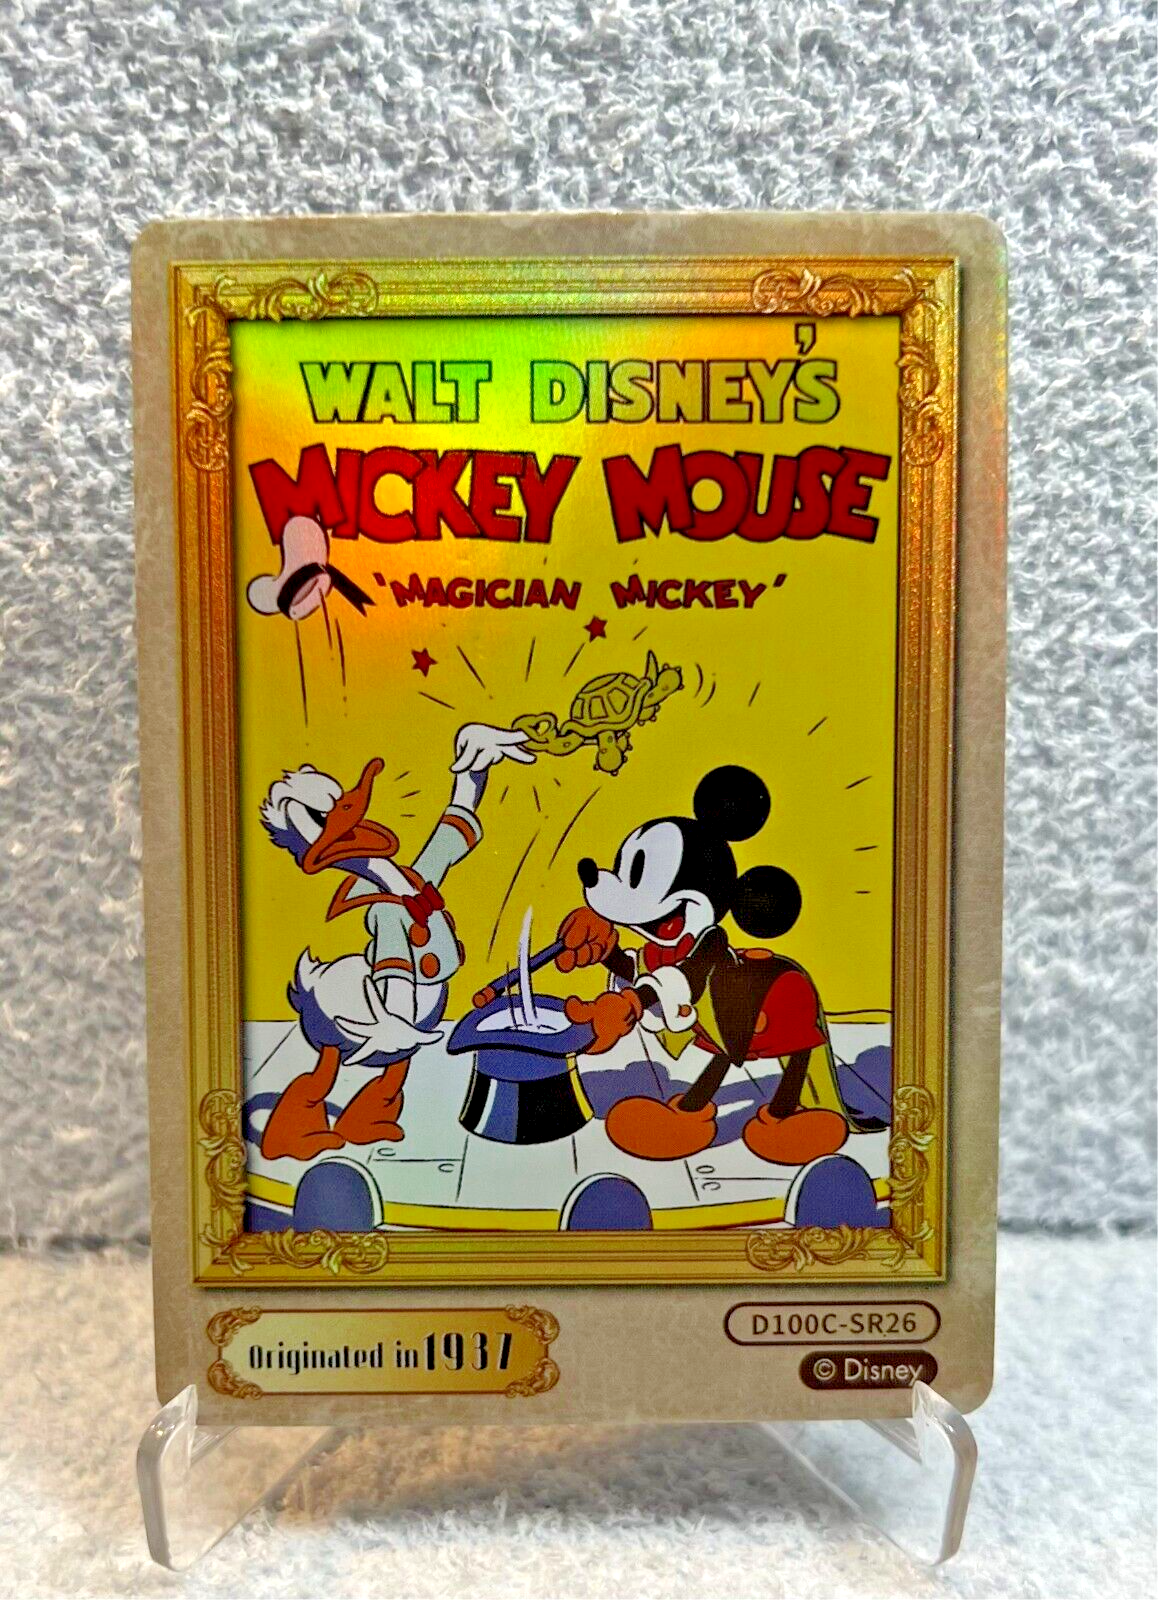 WALT DISNEY'S
MICKEY MOUSE
'MAGICIAN MICKEY'
Originated in 1937
D100C-SR26
© Disney